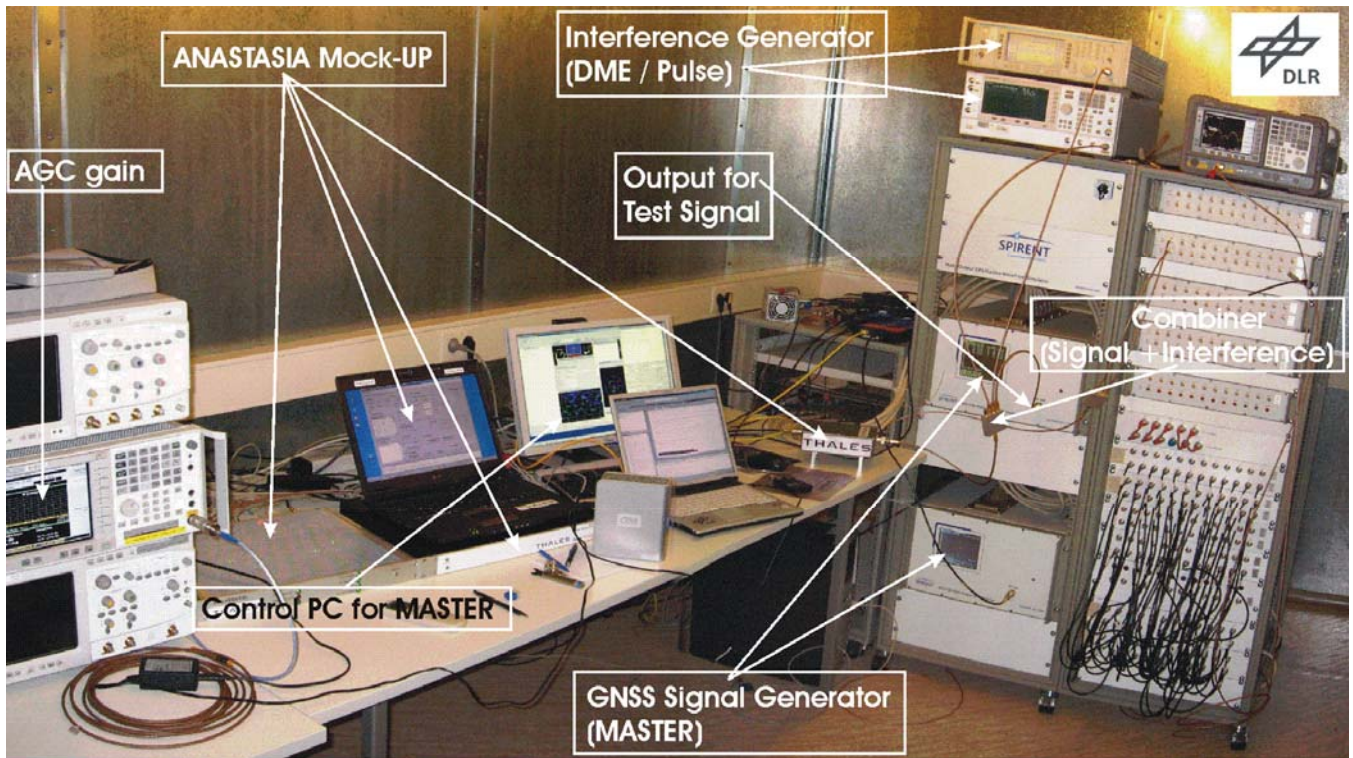 ANASTASIA Mock-UP
Interference Generator
(DME / Pulse)
DLR
AGC gain
Output for
Test Signal
SPIRENT
Combiner
(Signal +Interference)
THALES
THALES
Control PC for MASTER
GNSS Signal Generator
(MASTER)